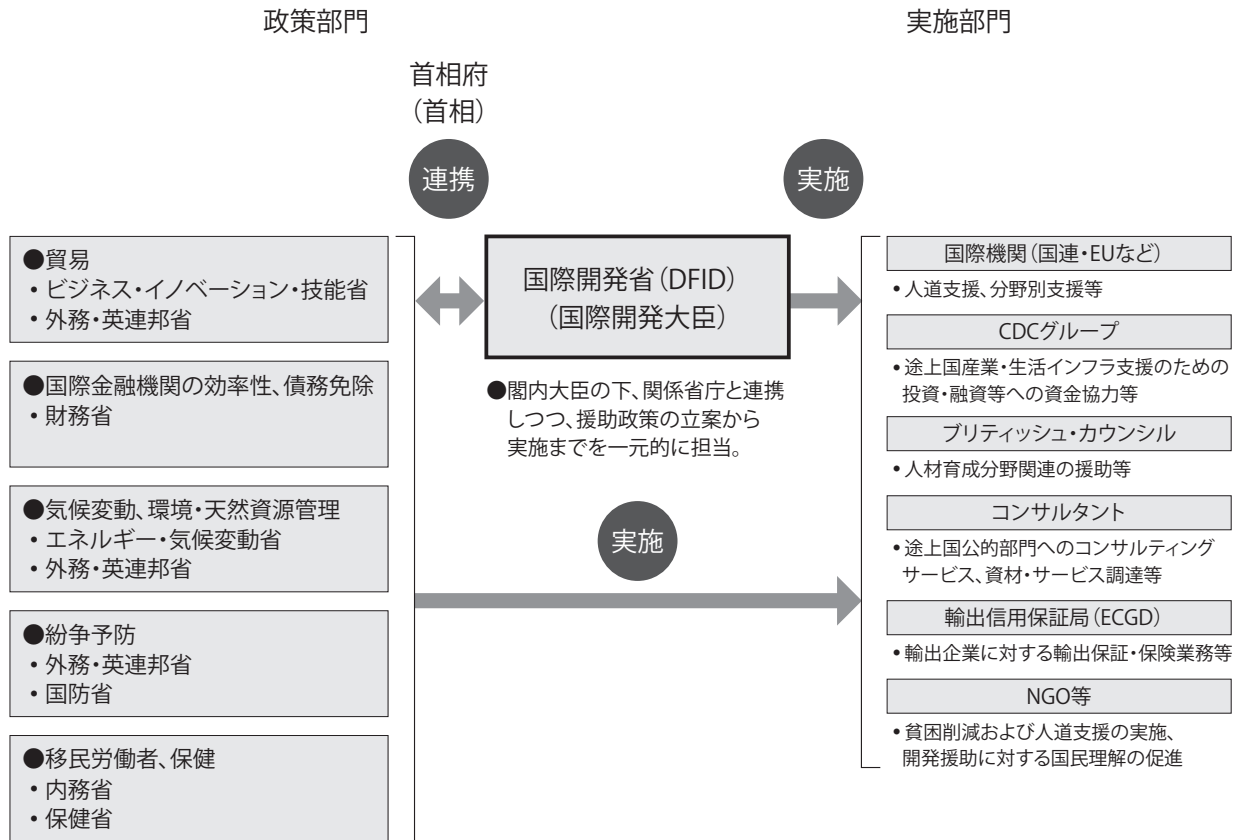 政策部門
実施部門
首相府
（首相）
連携
実施
●貿易
・ビジネス・イノベーション・技能省
・外務・英連邦省
●国際金融機関の効率性、債務免除
・財務省
●気候変動、環境・天然資源管理
・エネルギー・気候変動省
・外務・英連邦省
●紛争予防
・外務・英連邦省
・国防省
●移民労働者、保健
・内務省
・保健省
国際開発省（DFID）
（国際開発大臣）
●閣内大臣の下、関係省庁と連携
しつつ、援助政策の立案から
実施までを一元的に担当。
実施
国際機関（国連・EUなど）
•人道支援、分野別支援等
CDCグループ
•途上国産業・生活インフラ支援のための
投資・融資等への資金協力等
ブリティッシュ・カウンシル
•人材育成分野関連の援助等
コンサルタント
•途上国公的部門へのコンサルティング
サービス、資材・サービス調達等
輸出信用保証局（ECGD）
•輸出企業に対する輸出保証・保険業務等
NGO等
•貧困削減および人道支援の実施、
開発援助に対する国民理解の促進